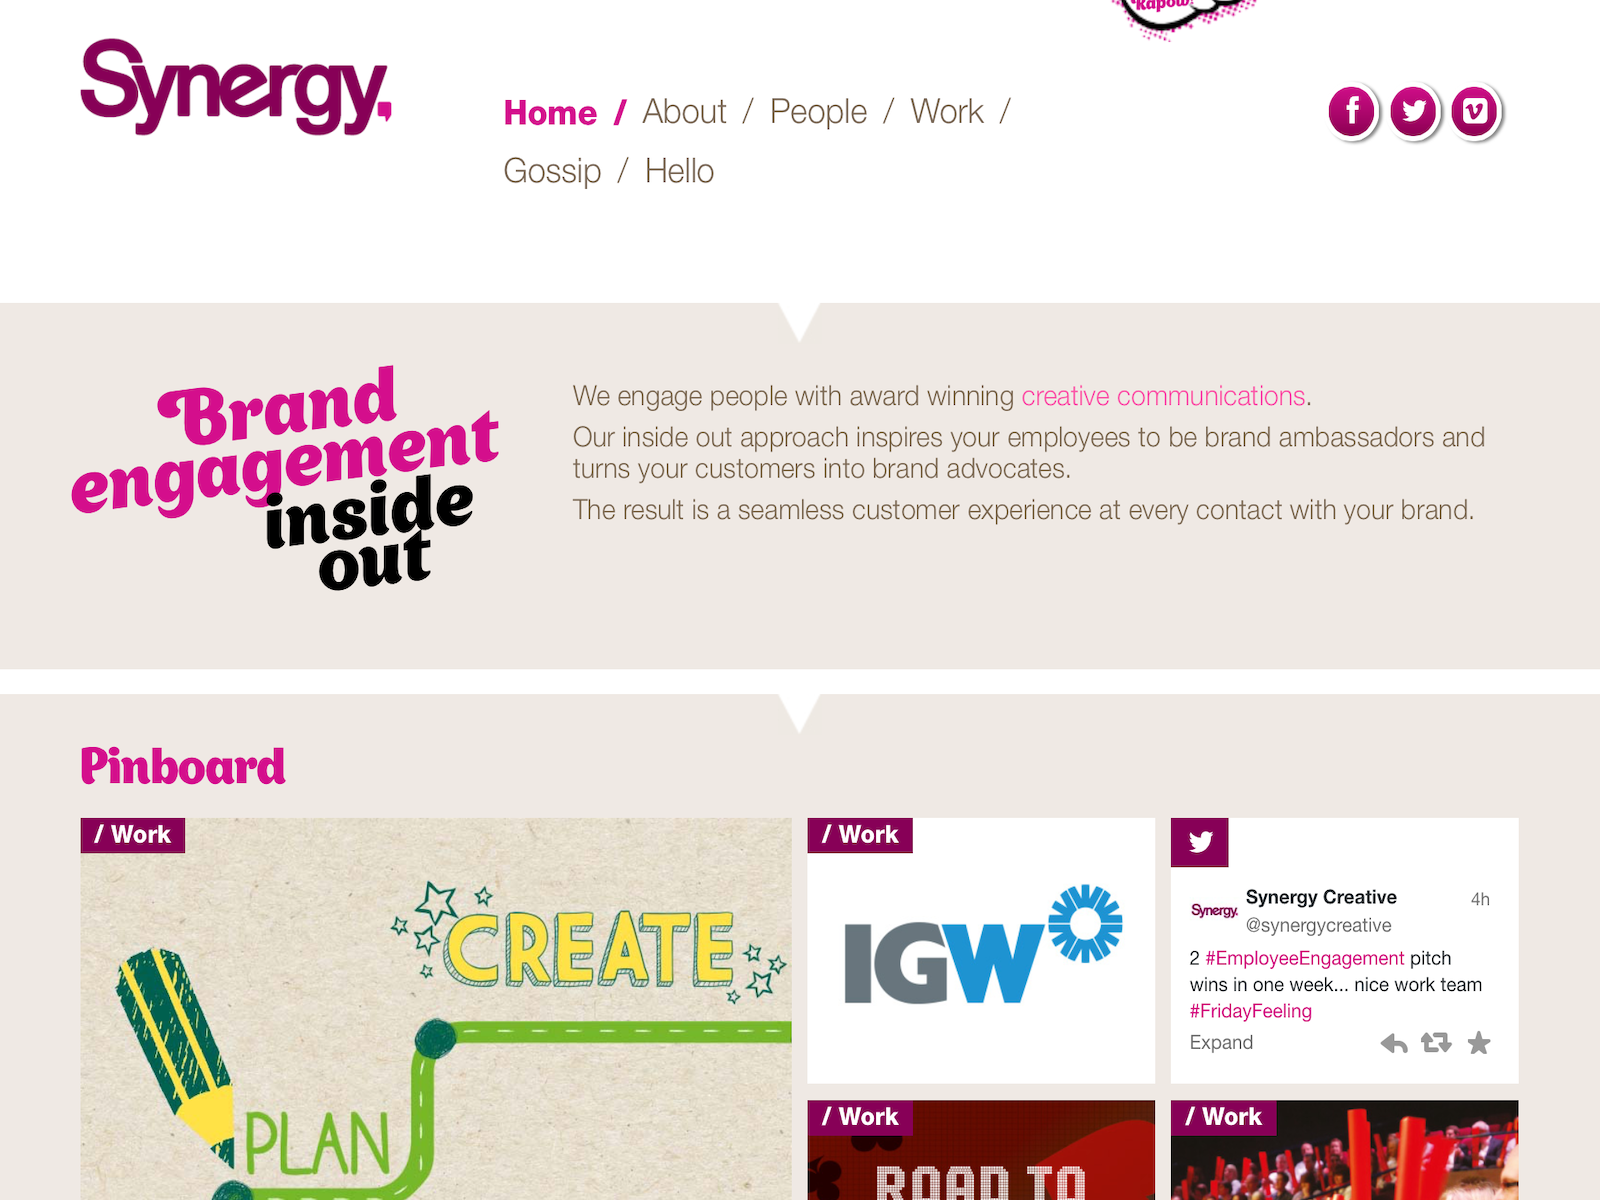 Kapow!
Synergy,
Home / About / People / Work /
Gossip / Hello
Brand
engagement
inside
out
We engage people with award winning creative communications.
Our inside out approach inspires your employees to be brand ambassadors and
turns your customers into brand advocates.
The result is a seamless customer experience at every contact with your brand.
Pinboard
/ Work
CREATE
PLAN
/ Work
IGW
Synergy.
Synergy Creative
4h
@synergycreative
2 #EmployeeEngagement pitch
wins in one week... nice work team
#FridayFeeling
Expand
/ Work
ROAD TO
/ Work